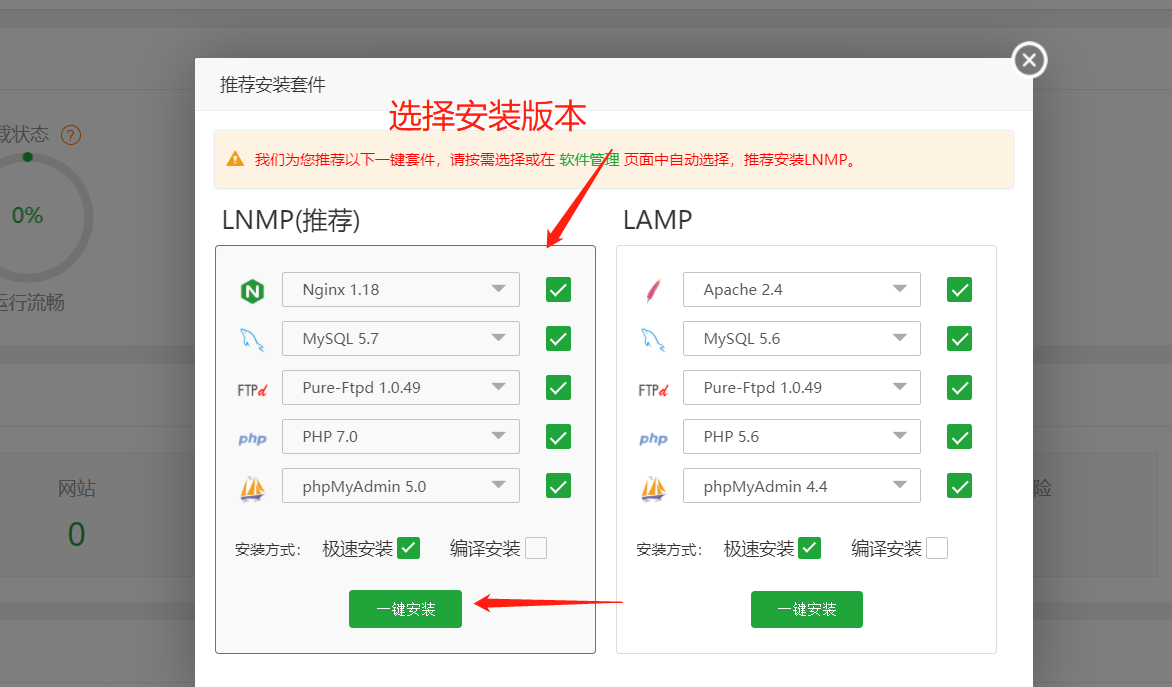 推荐安装套件
选择安装版本
我们为您推荐以下一键套件，请按需选择或在 软件管理 页面中自动选择，推荐安装LNMP。
载状态 ?
0%
运行流畅
网站
0
险
LNMP(推荐)
Nginx 1.18
MySQL 5.7
FTPd Pure-Ftpd 1.0.49
php PHP 7.0
phpMyAdmin 5.0
安装方式： 极速安装 编译安装
一键安装
LAMP
Apache 2.4
MySQL 5.6
FTPd Pure-Ftpd 1.0.49
php PHP 5.6
phpMyAdmin 4.4
安装方式： 极速安装 编译安装
一键安装